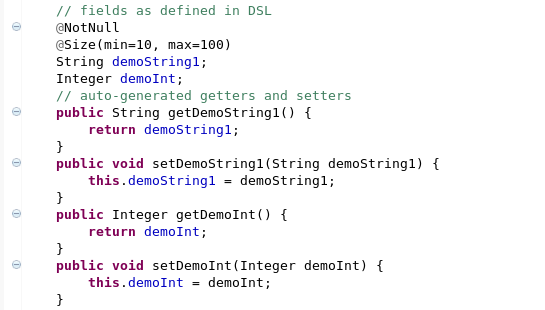 // fields as defined in DSL
@NotNull
@Size(min=10, max=100)
String demoString1;
Integer demoInt;
// auto-generated getters and setters
public String getDemoString1() {
    return demoString1;
}
public void setDemoString1(String demoString1) {
    this.demoString1 = demoString1;
}
public Integer getDemoInt() {
    return demoInt;
}
public void setDemoInt(Integer demoInt) {
    this.demoInt = demoInt;
}